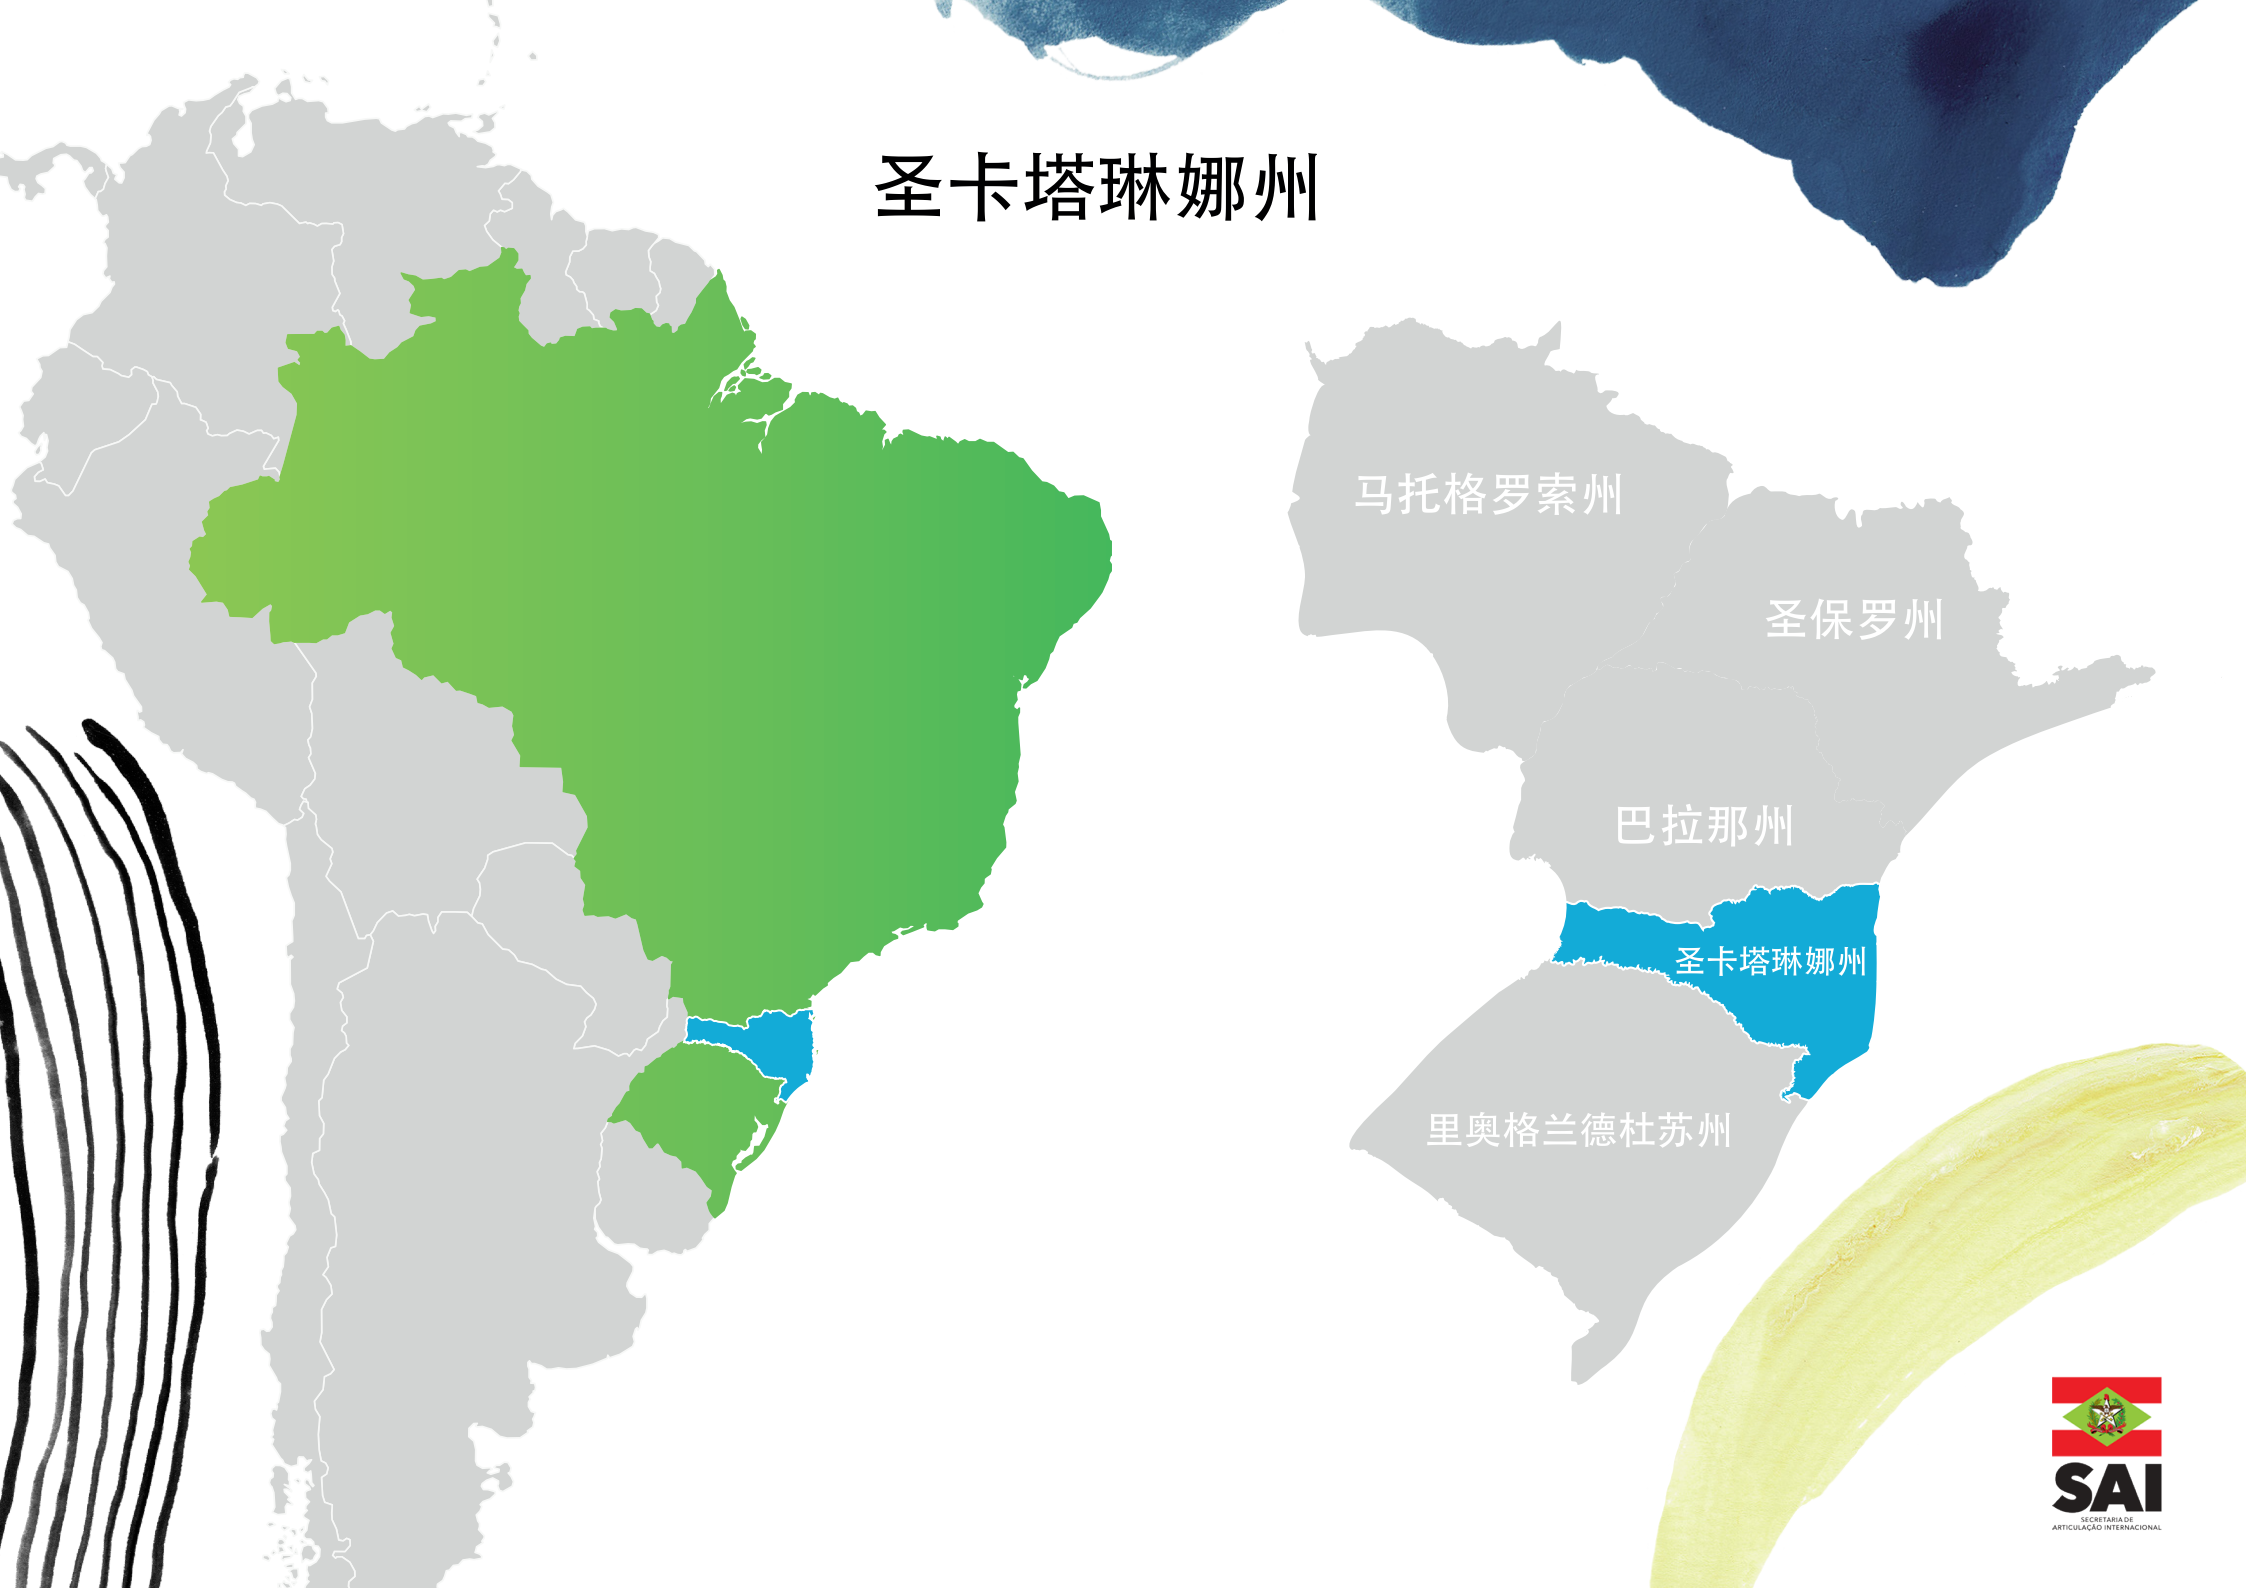 圣卡塔琳娜州
马托格罗索州
圣保罗州
巴拉那州
圣卡塔琳娜州
里奥格兰德杜苏州
SAI
SECRETARIA DE
ARTICULAÇÃO INTERNACIONAL